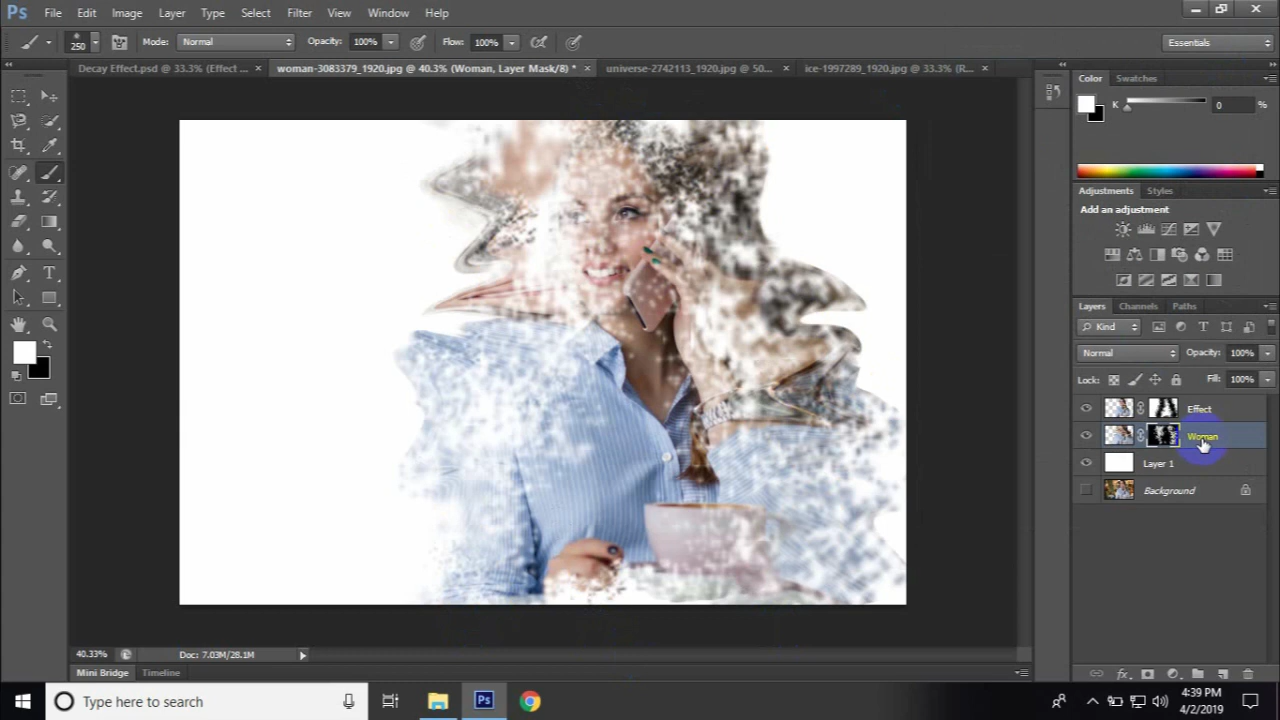 Ps File Edit Image Layer Type Select Filter View Window Help
250 Mode: Normal Opacity: 100% Flow: 100% Essentials
Decay Effect.psd @ 33.3% (Effect ... × woman-3083379_1920.jpg @ 40.3% (Woman, Layer Mask/8) * × universe-2742113_1920.jpg @ 50... × ice-1997289_1920.jpg @ 33.3% (R... ×
Color Swatches
K 0 %
Adjustments Styles
Add an adjustment
Layers Channels Paths
Kind
Normal Opacity: 100%
Lock: Fill: 100%
Effect
Woman
Layer 1
Background
40.33% Doc: 7.03M/28.1M
Mini Bridge Timeline
Type here to search Ps
4:39 PM
4/2/2019